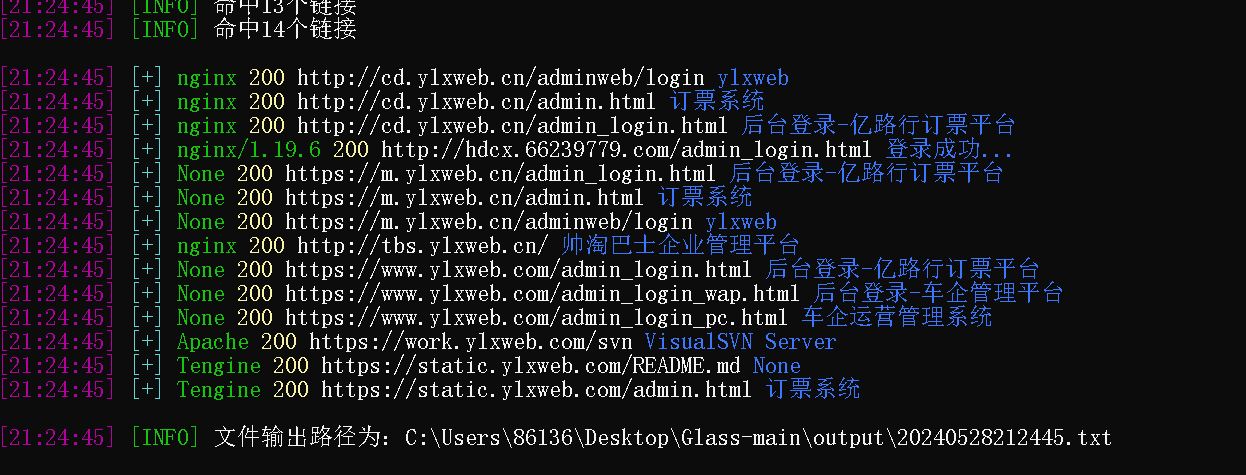 [21:24:45] [INFO] 命中13个链接
[21:24:45] [INFO] 命中14个链接
[21:24:45] [+] nginx 200 http://cd.ylxweb.cn/adminweb/login ylxweb
[21:24:45] [+] nginx 200 http://cd.ylxweb.cn/admin.html 订票系统
[21:24:45] [+] nginx 200 http://cd.ylxweb.cn/admin_login.html 后台登录-亿路行订票平台
[21:24:45] [+] nginx/1.19.6 200 http://hdcx.66239779.com/admin_login.html 登录成功...
[21:24:45] [+] None 200 https://m.ylxweb.cn/admin_login.html 后台登录-亿路行订票平台
[21:24:45] [+] None 200 https://m.ylxweb.cn/admin.html 订票系统
[21:24:45] [+] None 200 https://m.ylxweb.cn/adminweb/login ylxweb
[21:24:45] [+] nginx 200 http://tbs.ylxweb.cn/ 帅淘巴士企业管理平台
[21:24:45] [+] None 200 https://www.ylxweb.com/admin_login.html 后台登录-亿路行订票平台
[21:24:45] [+] None 200 https://www.ylxweb.com/admin_login_wap.html 后台登录-车企管理平台
[21:24:45] [+] None 200 https://www.ylxweb.com/admin_login_pc.html 车企运营管理系统
[21:24:45] [+] Apache 200 https://work.ylxweb.com/svn VisualSVN Server
[21:24:45] [+] Tengine 200 https://static.ylxweb.com/README.md None
[21:24:45] [+] Tengine 200 https://static.ylxweb.com/admin.html 订票系统
[21:24:45] [INFO] 文件输出路径为: C:\Users\86136\Desktop\Glass-main\output\20240528212445.txt